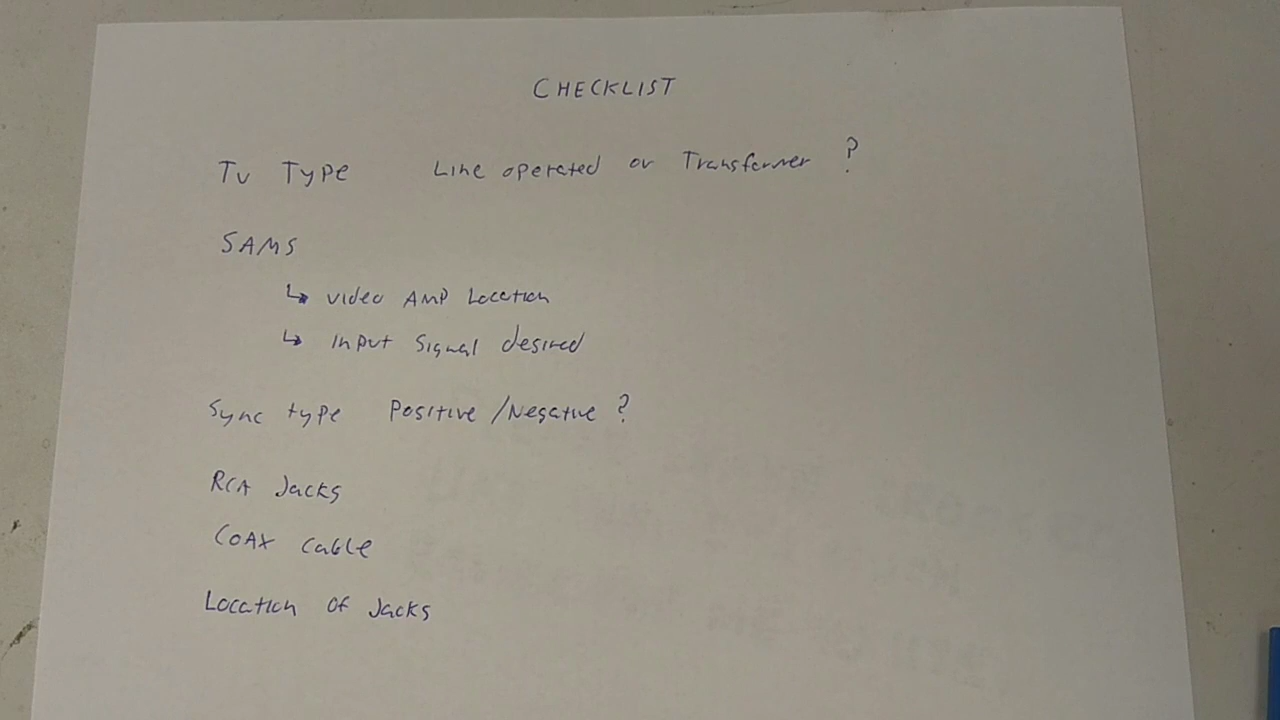 CHECKLIST
TV Type Line operated or Transformer ?
SAMS
↳ Video AMP Location
↳ Input Signal desired
Sync type Positive/Negative ?
RCA Jacks
COAX Cable
Location of Jacks